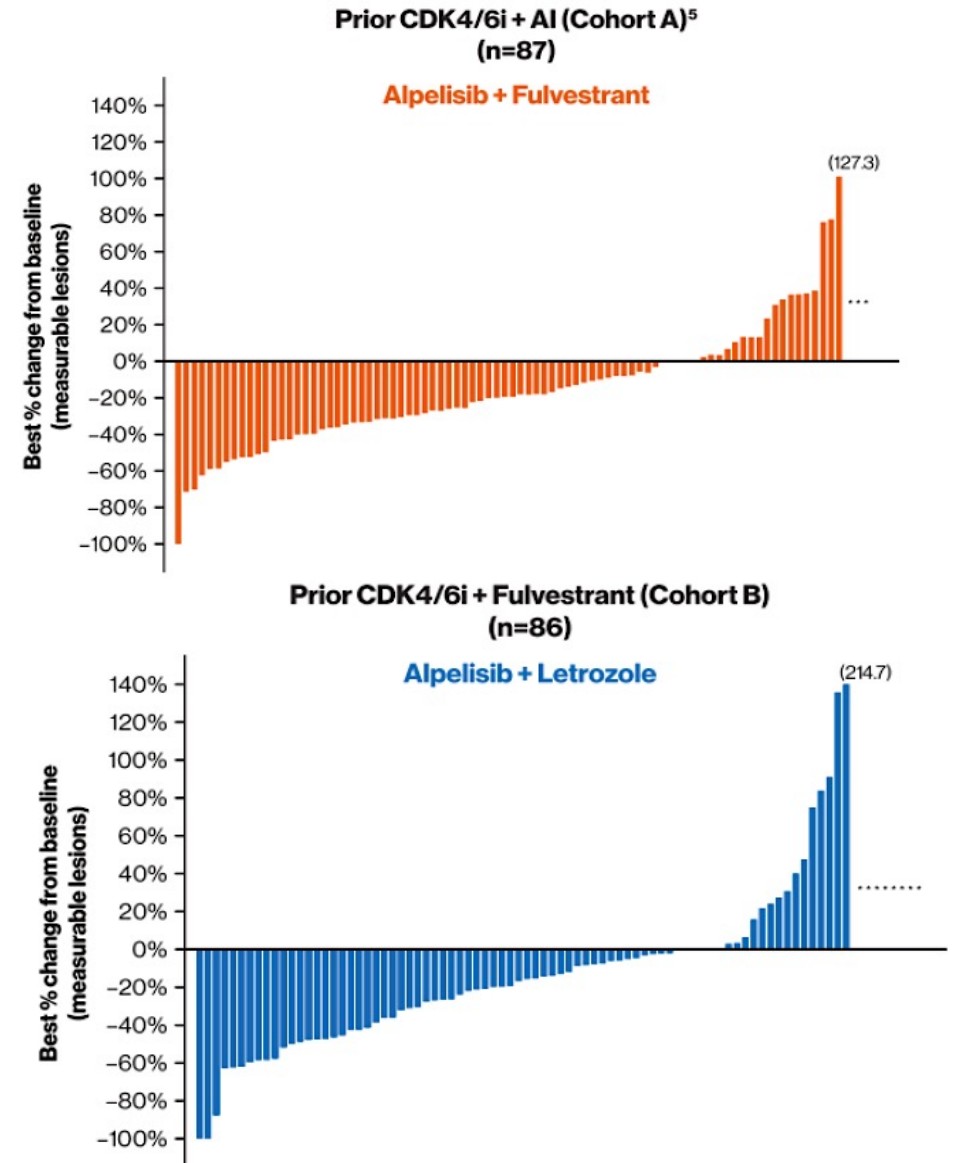 Prior CDK4/6i + AI (Cohort A)⁵
(n=87)
Alpelisib + Fulvestrant
Best % change from baseline
(measurable lesions)
140%
120%
100%
80%
60%
40%
20%
0%
−20%
−40%
−60%
−80%
−100%
(127.3)
...
Prior CDK4/6i + Fulvestrant (Cohort B)
(n=86)
Alpelisib + Letrozole
Best % change from baseline
(measurable lesions)
140%
120%
100%
80%
60%
40%
20%
0%
−20%
−40%
−60%
−80%
−100%
(214.7)